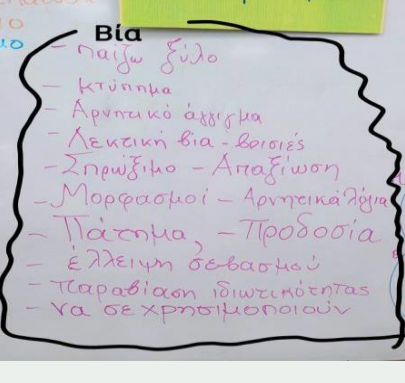 Βία
- παίζω ξύλο
- κτύπημα
- Αρνητικό άγγιγμα
- Λεκτική βία - βρισιές
- Σπρώξιμο - Απαξίωση
- Μορφασμοί - Αρνητικά λόγια
- Πάτημα, - Προδοσία
- έλλειψη σεβασμού
- παραβίαση ιδιωτικότητας
- να σε χρησιμοποιούν